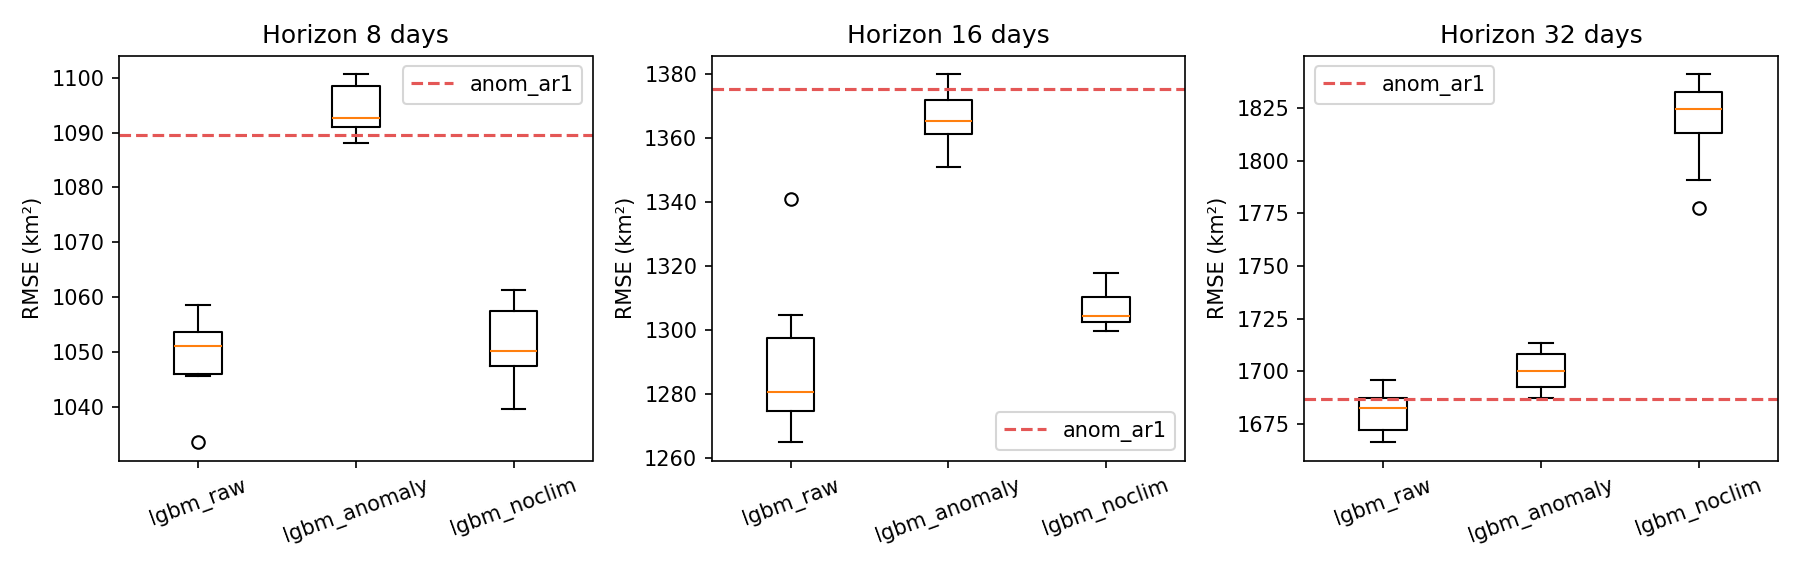 Horizon 8 days
RMSE (km²)
1100
1090
1080
1070
1060
1050
1040
anom_ar1
lgbm_raw
lgbm_anomaly
lgbm_noclim
Horizon 16 days
RMSE (km²)
1380
1360
1340
1320
1300
1280
1260
anom_ar1
lgbm_raw
lgbm_anomaly
lgbm_noclim
Horizon 32 days
RMSE (km²)
1825
1800
1775
1750
1725
1700
1675
anom_ar1
lgbm_raw
lgbm_anomaly
lgbm_noclim